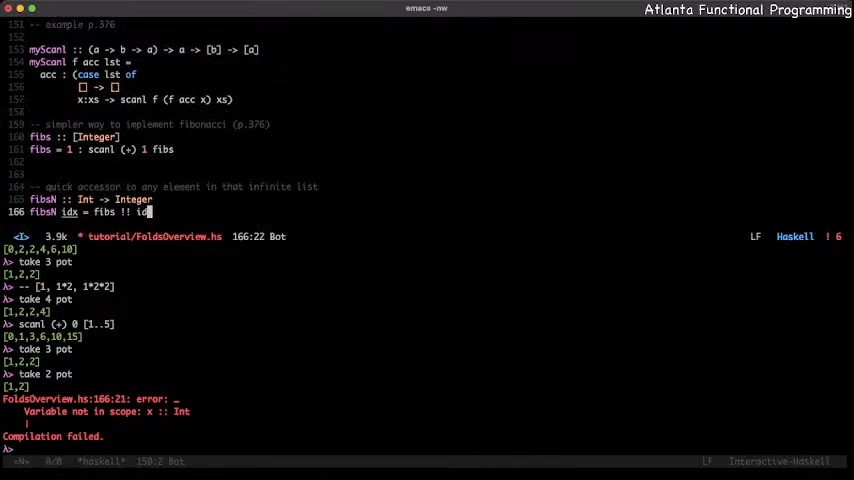 emacs -nw
Atlanta Functional Programming
151 -- example p.376
152
153 myScanl :: (a -> b -> a) -> a -> [b] -> [a]
154 myScanl f acc lst =
155 acc : (case lst of
156 [] -> []
157 x:xs -> scanl f (f acc x) xs)
158
159 -- simpler way to implement fibonacci (p.376)
160 fibs :: [Integer]
161 fibs = 1 : scanl (+) 1 fibs
162
163
164 -- quick accessor to any element in that infinite list
165 fibsN :: Int -> Integer
166 fibsN idx = fibs !! id
<I> 3.9k * tutorial/FoldsOverview.hs 166:22 Bot LF Haskell ! 6
[0,2,2,4,6,10]
λ> take 3 pot
[1,2,2]
λ> -- [1, 1*2, 1*2*2]
λ> take 4 pot
[1,2,2,4]
λ> scanl (+) 0 [1..5]
[0,1,3,6,10,15]
λ> take 3 pot
[1,2,2]
λ> take 2 pot
[1,2]
FoldsOverview.hs:166:21: error: …
Variable not in scope: x :: Int
|
Compilation failed.
λ>
<N> 0/0 *haskell* 150:2 Bot LF Interactive-Haskell